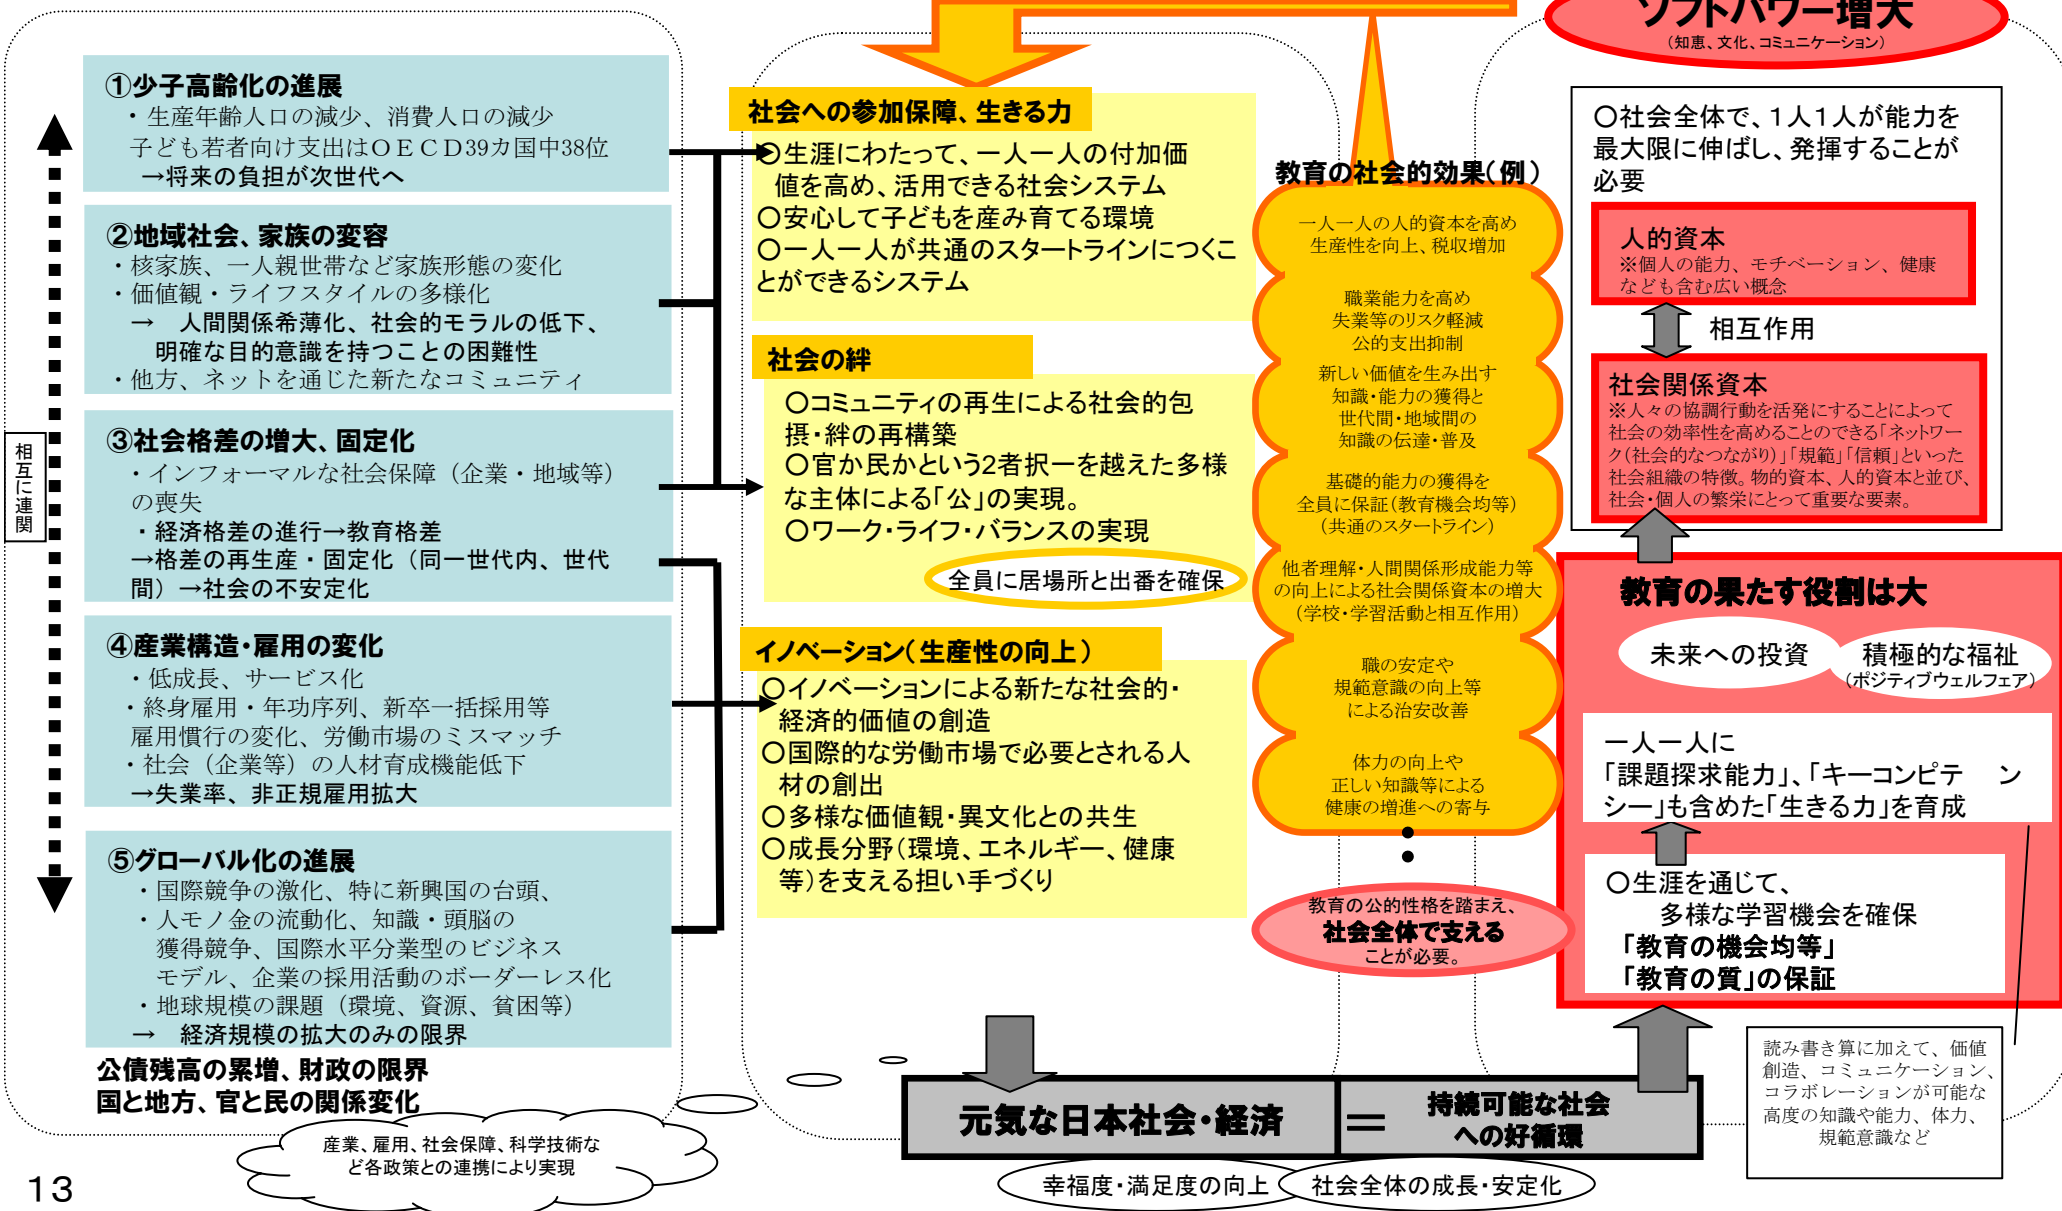 ①少子高齢化の進展
・生産年齢人口の減少、消費人口の減少
子ども若者向け支出はＯＥＣＤ39カ国中38位
→将来の負担が次世代へ
②地域社会、家族の変容
・核家族、一人親世帯など家族形態の変化
・価値観・ライフスタイルの多様化
→　人間関係希薄化、社会的モラルの低下、
明確な目的意識を持つことの困難性
・他方、ネットを通じた新たなコミュニティ
③社会格差の増大、固定化
・インフォーマルな社会保障（企業・地域等）
の喪失
・経済格差の進行→教育格差
→格差の再生産・固定化（同一世代内、世代
間）→社会の不安定化
④産業構造・雇用の変化
・低成長、サービス化
・終身雇用・年功序列、新卒一括採用等
雇用慣行の変化、労働市場のミスマッチ
・社会（企業等）の人材育成機能低下
→失業率、非正規雇用拡大
⑤グローバル化の進展
・国際競争の激化、特に新興国の台頭、
・人モノ金の流動化、知識・頭脳の
獲得競争、国際水平分業型のビジネス
モデル、企業の採用活動のボーダーレス化
・地球規模の課題（環境、資源、貧困等）
→　経済規模の拡大のみの限界
相互に連関
公債残高の累増、財政の限界
国と地方、官と民の関係変化
産業、雇用、社会保障、科学技術な
ど各政策との連携により実現
13
社会への参加保障、生きる力
○生涯にわたって、一人一人の付加価
値を高め、活用できる社会システム
○安心して子どもを産み育てる環境
○一人一人が共通のスタートラインにつくこ
とができるシステム
社会の絆
○コミュニティの再生による社会的包
摂・絆の再構築
○官か民かという2者択一を越えた多様
な主体による「公」の実現。
○ワーク・ライフ・バランスの実現
全員に居場所と出番を確保
イノベーション（生産性の向上）
○イノベーションによる新たな社会的・
経済的価値の創造
○国際的な労働市場で必要とされる人
材の創出
○多様な価値観・異文化との共生
○成長分野（環境、エネルギー、健康
等）を支える担い手づくり
教育の社会的効果（例）
一人一人の人的資本を高め
生産性を向上、税収増加
職業能力を高め
失業等のリスク軽減
公的支出抑制
新しい価値を生み出す
知識・能力の獲得と
世代間・地域間の
知識の伝達・普及
基礎的能力の獲得を
全員に保証（教育機会均等）
（共通のスタートライン）
他者理解・人間関係形成能力等
の向上による社会関係資本の増大
（学校・学習活動と相互作用）
職の安定や
規範意識の向上等
による治安改善
体力の向上や
正しい知識等による
健康の増進への寄与
教育の公的性格を踏まえ、
社会全体で支える
ことが必要。
ソフトパワー増大
（知恵、文化、コミュニケーション）
○社会全体で、1人1人が能力を
最大限に伸ばし、発揮することが
必要
人的資本
※個人の能力、モチベーション、健康
なども含む広い概念
相互作用
社会関係資本
※人々の協調行動を活発にすることによって
社会の効率性を高めることのできる「ネットワー
ク（社会的なつながり）」「規範」「信頼」といった
社会組織の特徴。物的資本、人的資本と並び、
社会・個人の繁栄にとって重要な要素。
教育の果たす役割は大
未来への投資
積極的な福祉
（ポジティブウェルフェア）
一人一人に
「課題探求能力」、「キーコンピテ　ン
シー」も含めた「生きる力」を育成
○生涯を通じて、
多様な学習機会を確保
「教育の機会均等」
「教育の質」の保証
読み書き算に加えて、価値
創造、コミュニケーション、
コラボレーションが可能な
高度の知識や能力、体力、
規範意識など
元気な日本社会・経済
＝
持続可能な社会
への好循環
幸福度・満足度の向上
社会全体の成長・安定化